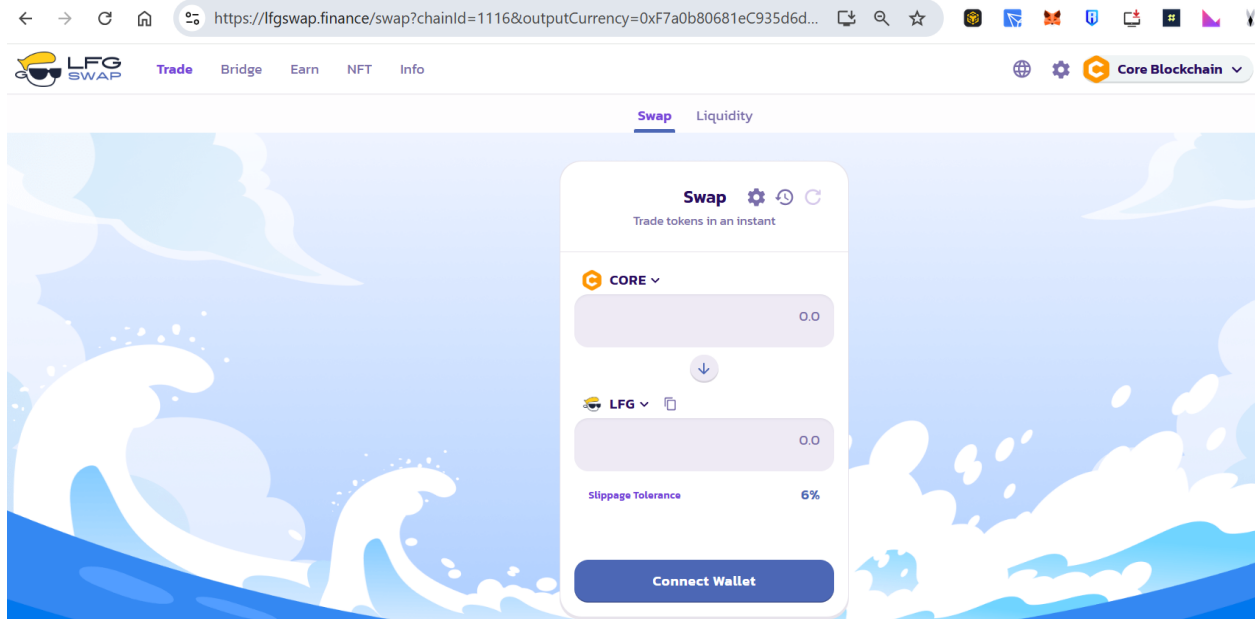 https://lfgswap.finance/swap?chainId=1116&outputCurrency=0xF7a0b80681eC935d6d...
LFG
SWAP
Trade Bridge Earn NFT Info
Core Blockchain
Swap Liquidity
Swap
Trade tokens in an instant
CORE
0.0
LFG
0.0
Slippage Tolerance 6%
Connect Wallet